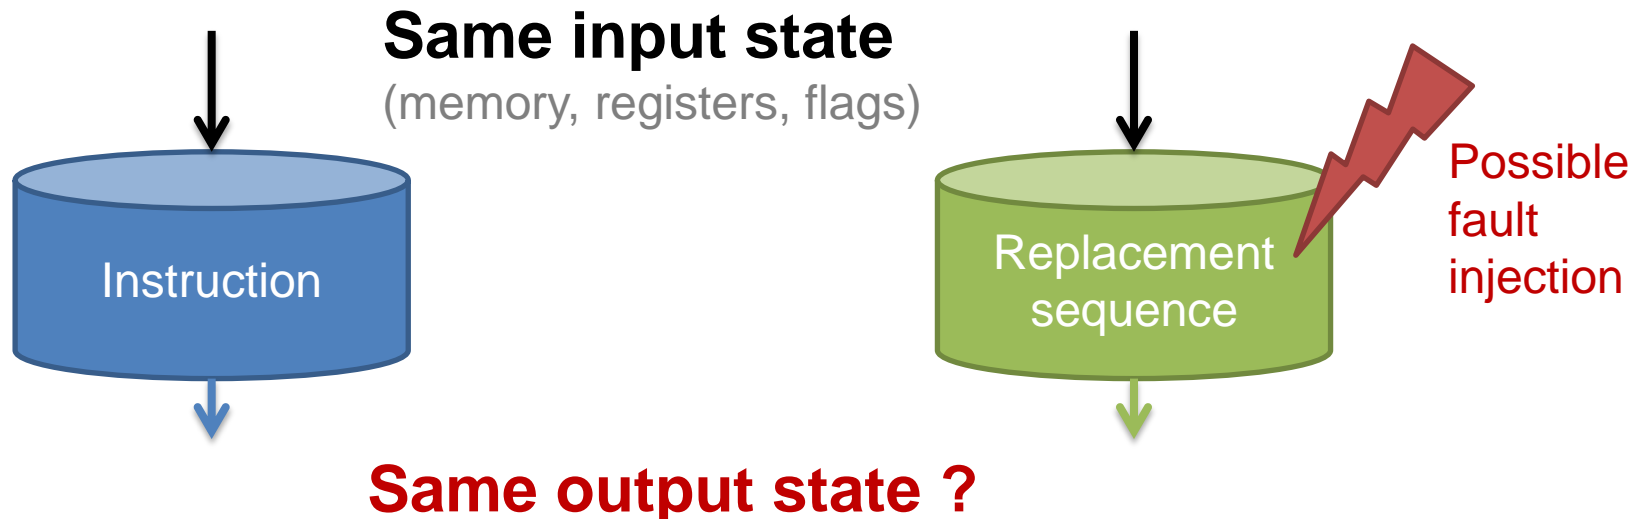 Same input state
(memory, registers, flags)
Possible
fault
injection
Instruction
Replacement
sequence
Same output state ?